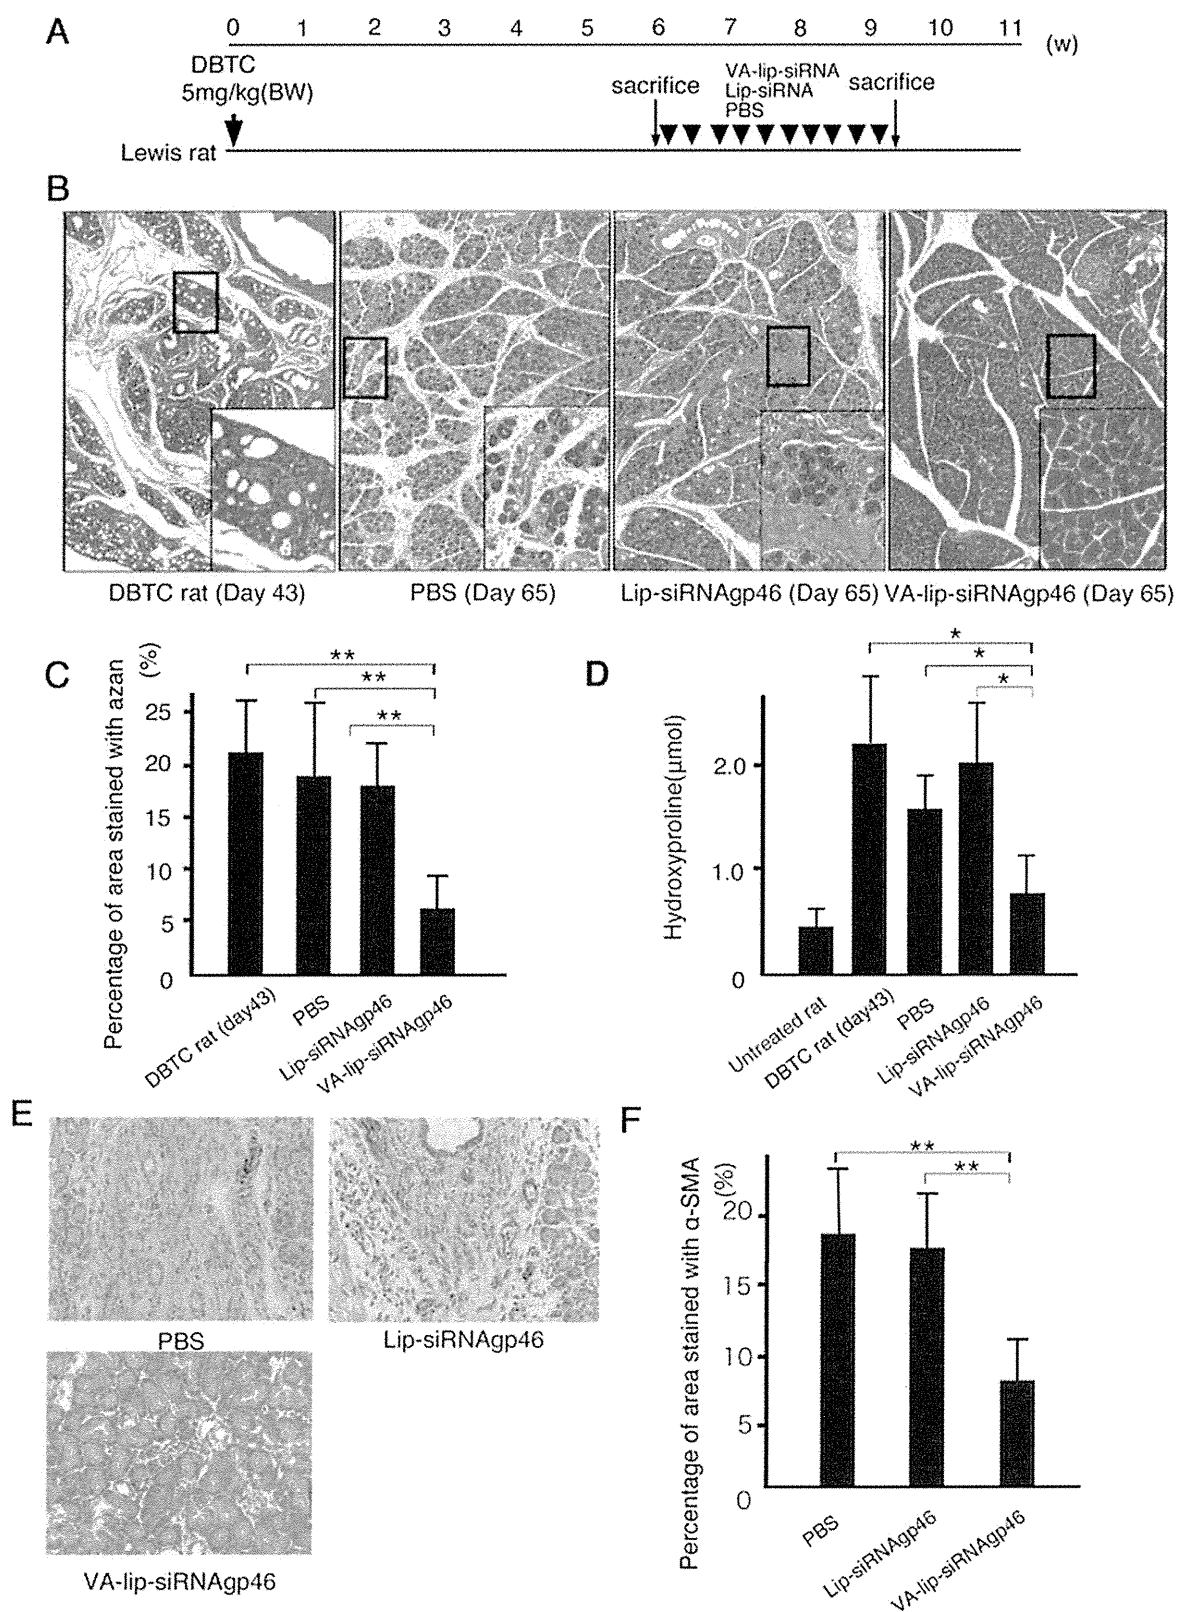 A
0 1 2 3 4 5 6 7 8 9 10 11 (w)
DBTC
5mg/kg(BW)
sacrifice
VA-lip-siRNA
Lip-siRNA
PBS
sacrifice
Lewis rat
B
DBTC rat (Day 43)
PBS (Day 65)
Lip-siRNAgp46 (Day 65)
VA-lip-siRNAgp46 (Day 65)
C
Percentage of area stained with azan
(%)
25
20
15
10
5
0
**
**
**
DBTC rat (day43)
PBS
Lip-siRNAgp46
VA-lip-siRNAgp46
D
Hydroxyproline(μmol)
2.0
1.0
0
*
*
*
Untreated rat
DBTC rat (day43)
PBS
Lip-siRNAgp46
VA-lip-siRNAgp46
E
PBS
Lip-siRNAgp46
VA-lip-siRNAgp46
F
Percentage of area stained with α-SMA
(%)
20
15
10
5
0
**
**
PBS
Lip-siRNAgp46
VA-lip-siRNAgp46